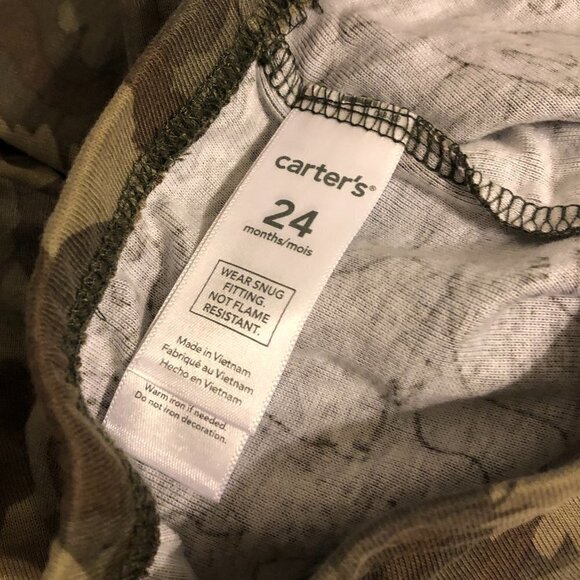 carter's®
24
months/mois
WEAR SNUG
FITTING.
NOT FLAME
RESISTANT.
Made in Vietnam
Fabriqué au Vietnam
Hecho en Vietnam
Warm iron if needed.
Do not iron decoration.